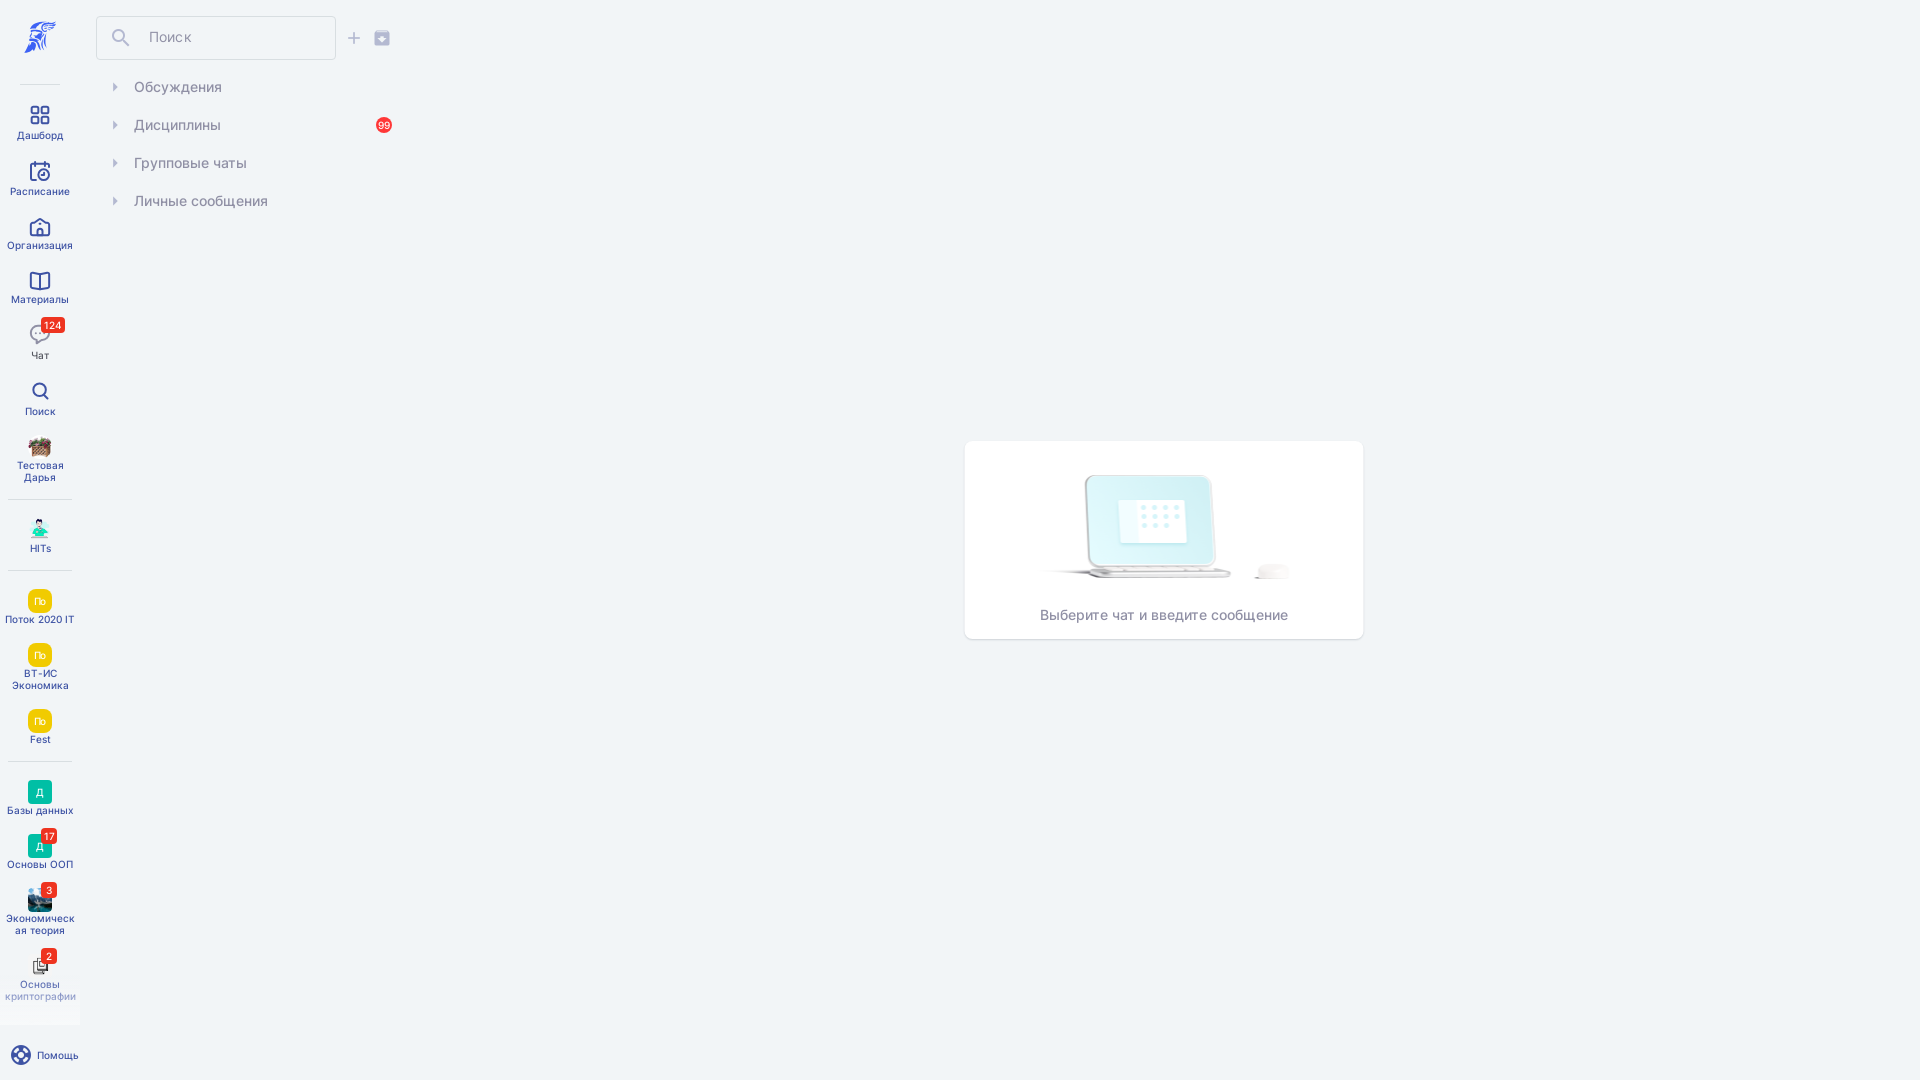 Поиск
Обсуждения
Дисциплины
99
Групповые чаты
Личные сообщения
Дашборд
Расписание
Организация
Материалы
124
Чат
Поиск
Тестовая
Дарья
HITs
По
Поток 2020 IT
По
ВТ-ИС
Экономика
По
Fest
Д
Базы данных
17
Д
Основы ООП
3
Экономическ
ая теория
2
Основы
криптографии
Помощь
Выберите чат и введите сообщение